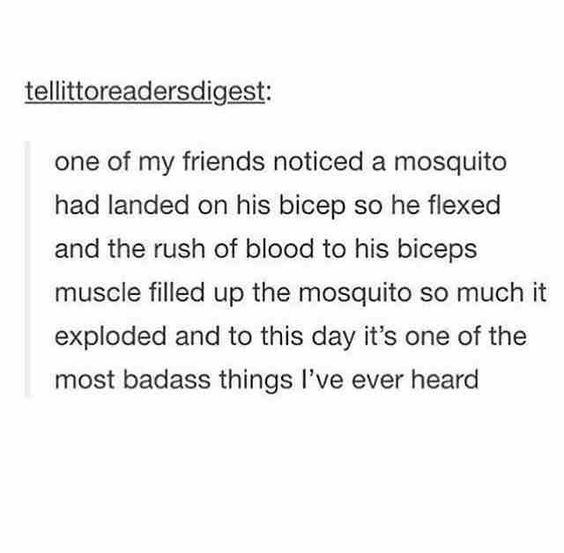 tellittoreadersdigest:
one of my friends noticed a mosquito
had landed on his bicep so he flexed
and the rush of blood to his biceps
muscle filled up the mosquito so much it
exploded and to this day it's one of the
most badass things I've ever heard